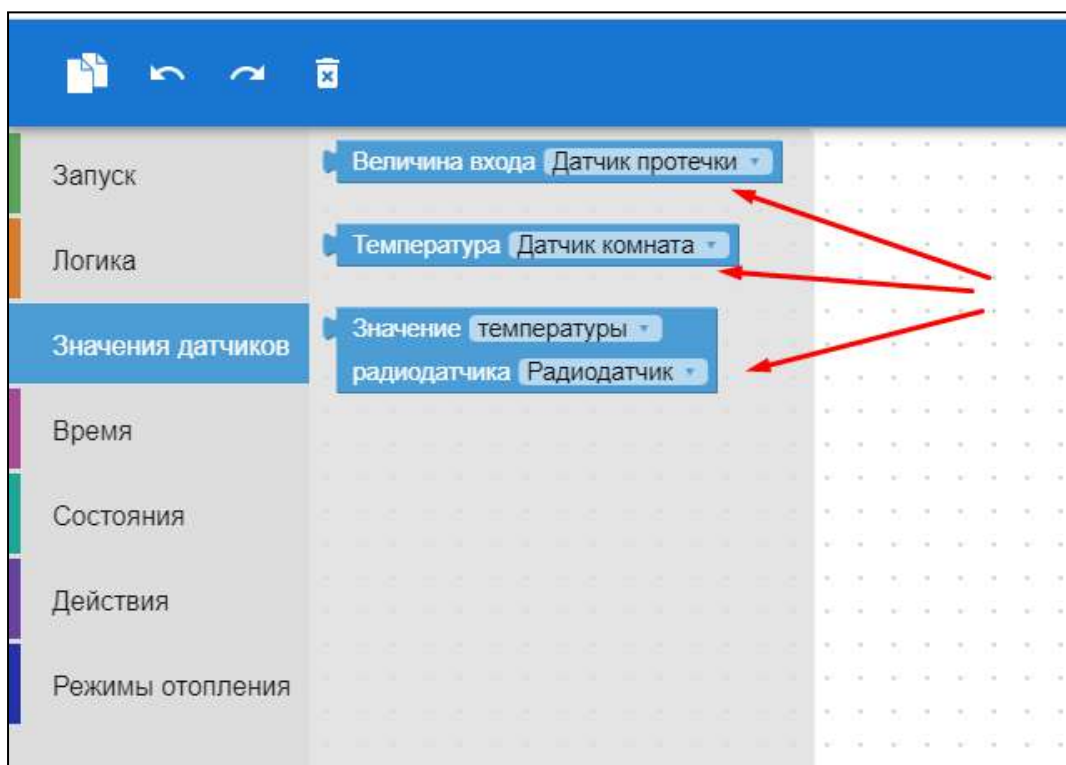 Запуск
Логика
Значения датчиков
Время
Состояния
Действия
Режимы отопления
Величина входа Датчик протечки
Температура Датчик комната
Значение температуры
радиодатчика Радиодатчик